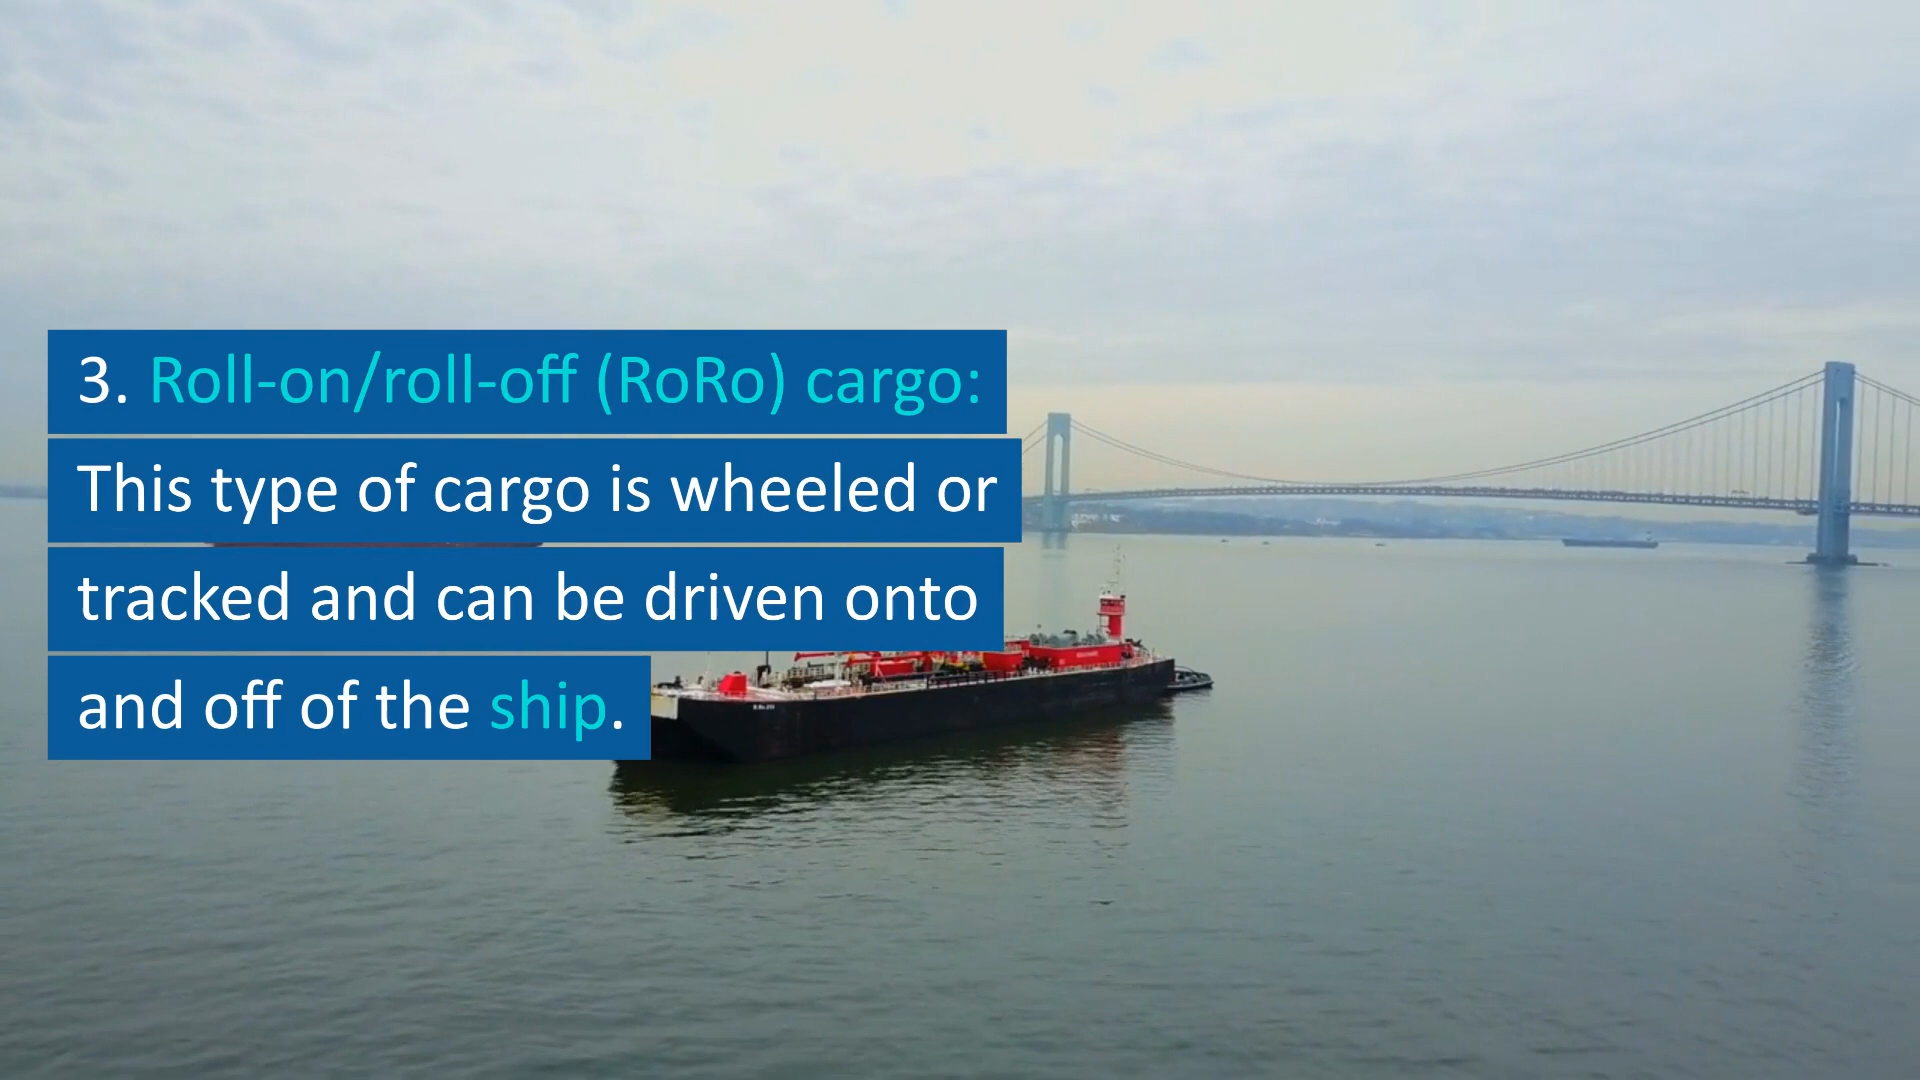 3. Roll-on/roll-off (RoRo) cargo:
This type of cargo is wheeled or
tracked and can be driven onto
and off of the ship.